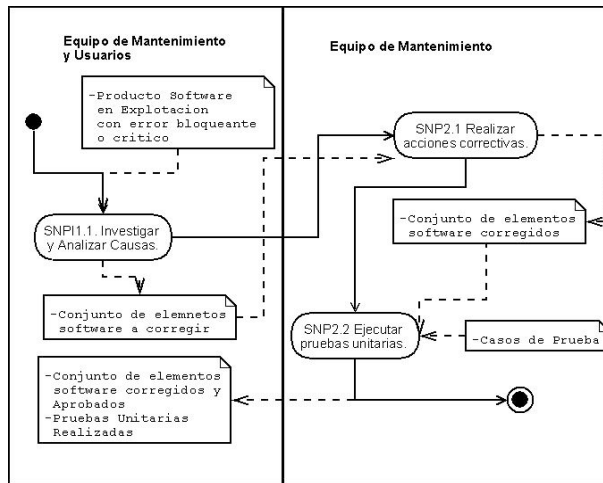 Equipo de Mantenimiento
y Usuarios
Equipo de Mantenimiento
-Producto Software
en Explotacion
con error bloqueante
o critico
SNP2.1 Realizar
acciones correctivas.
SNPI1.1. Investigar
y Analizar Causas.
-Conjunto de elementos
software corregidos
-Conjunto de elemnetos
software a corregir
SNP2.2 Ejecutar
pruebas unitarias.
-Casos de Prueba
-Conjunto de elementos
software corregidos y
Aprobados
-Pruebas Unitarias
Realizadas